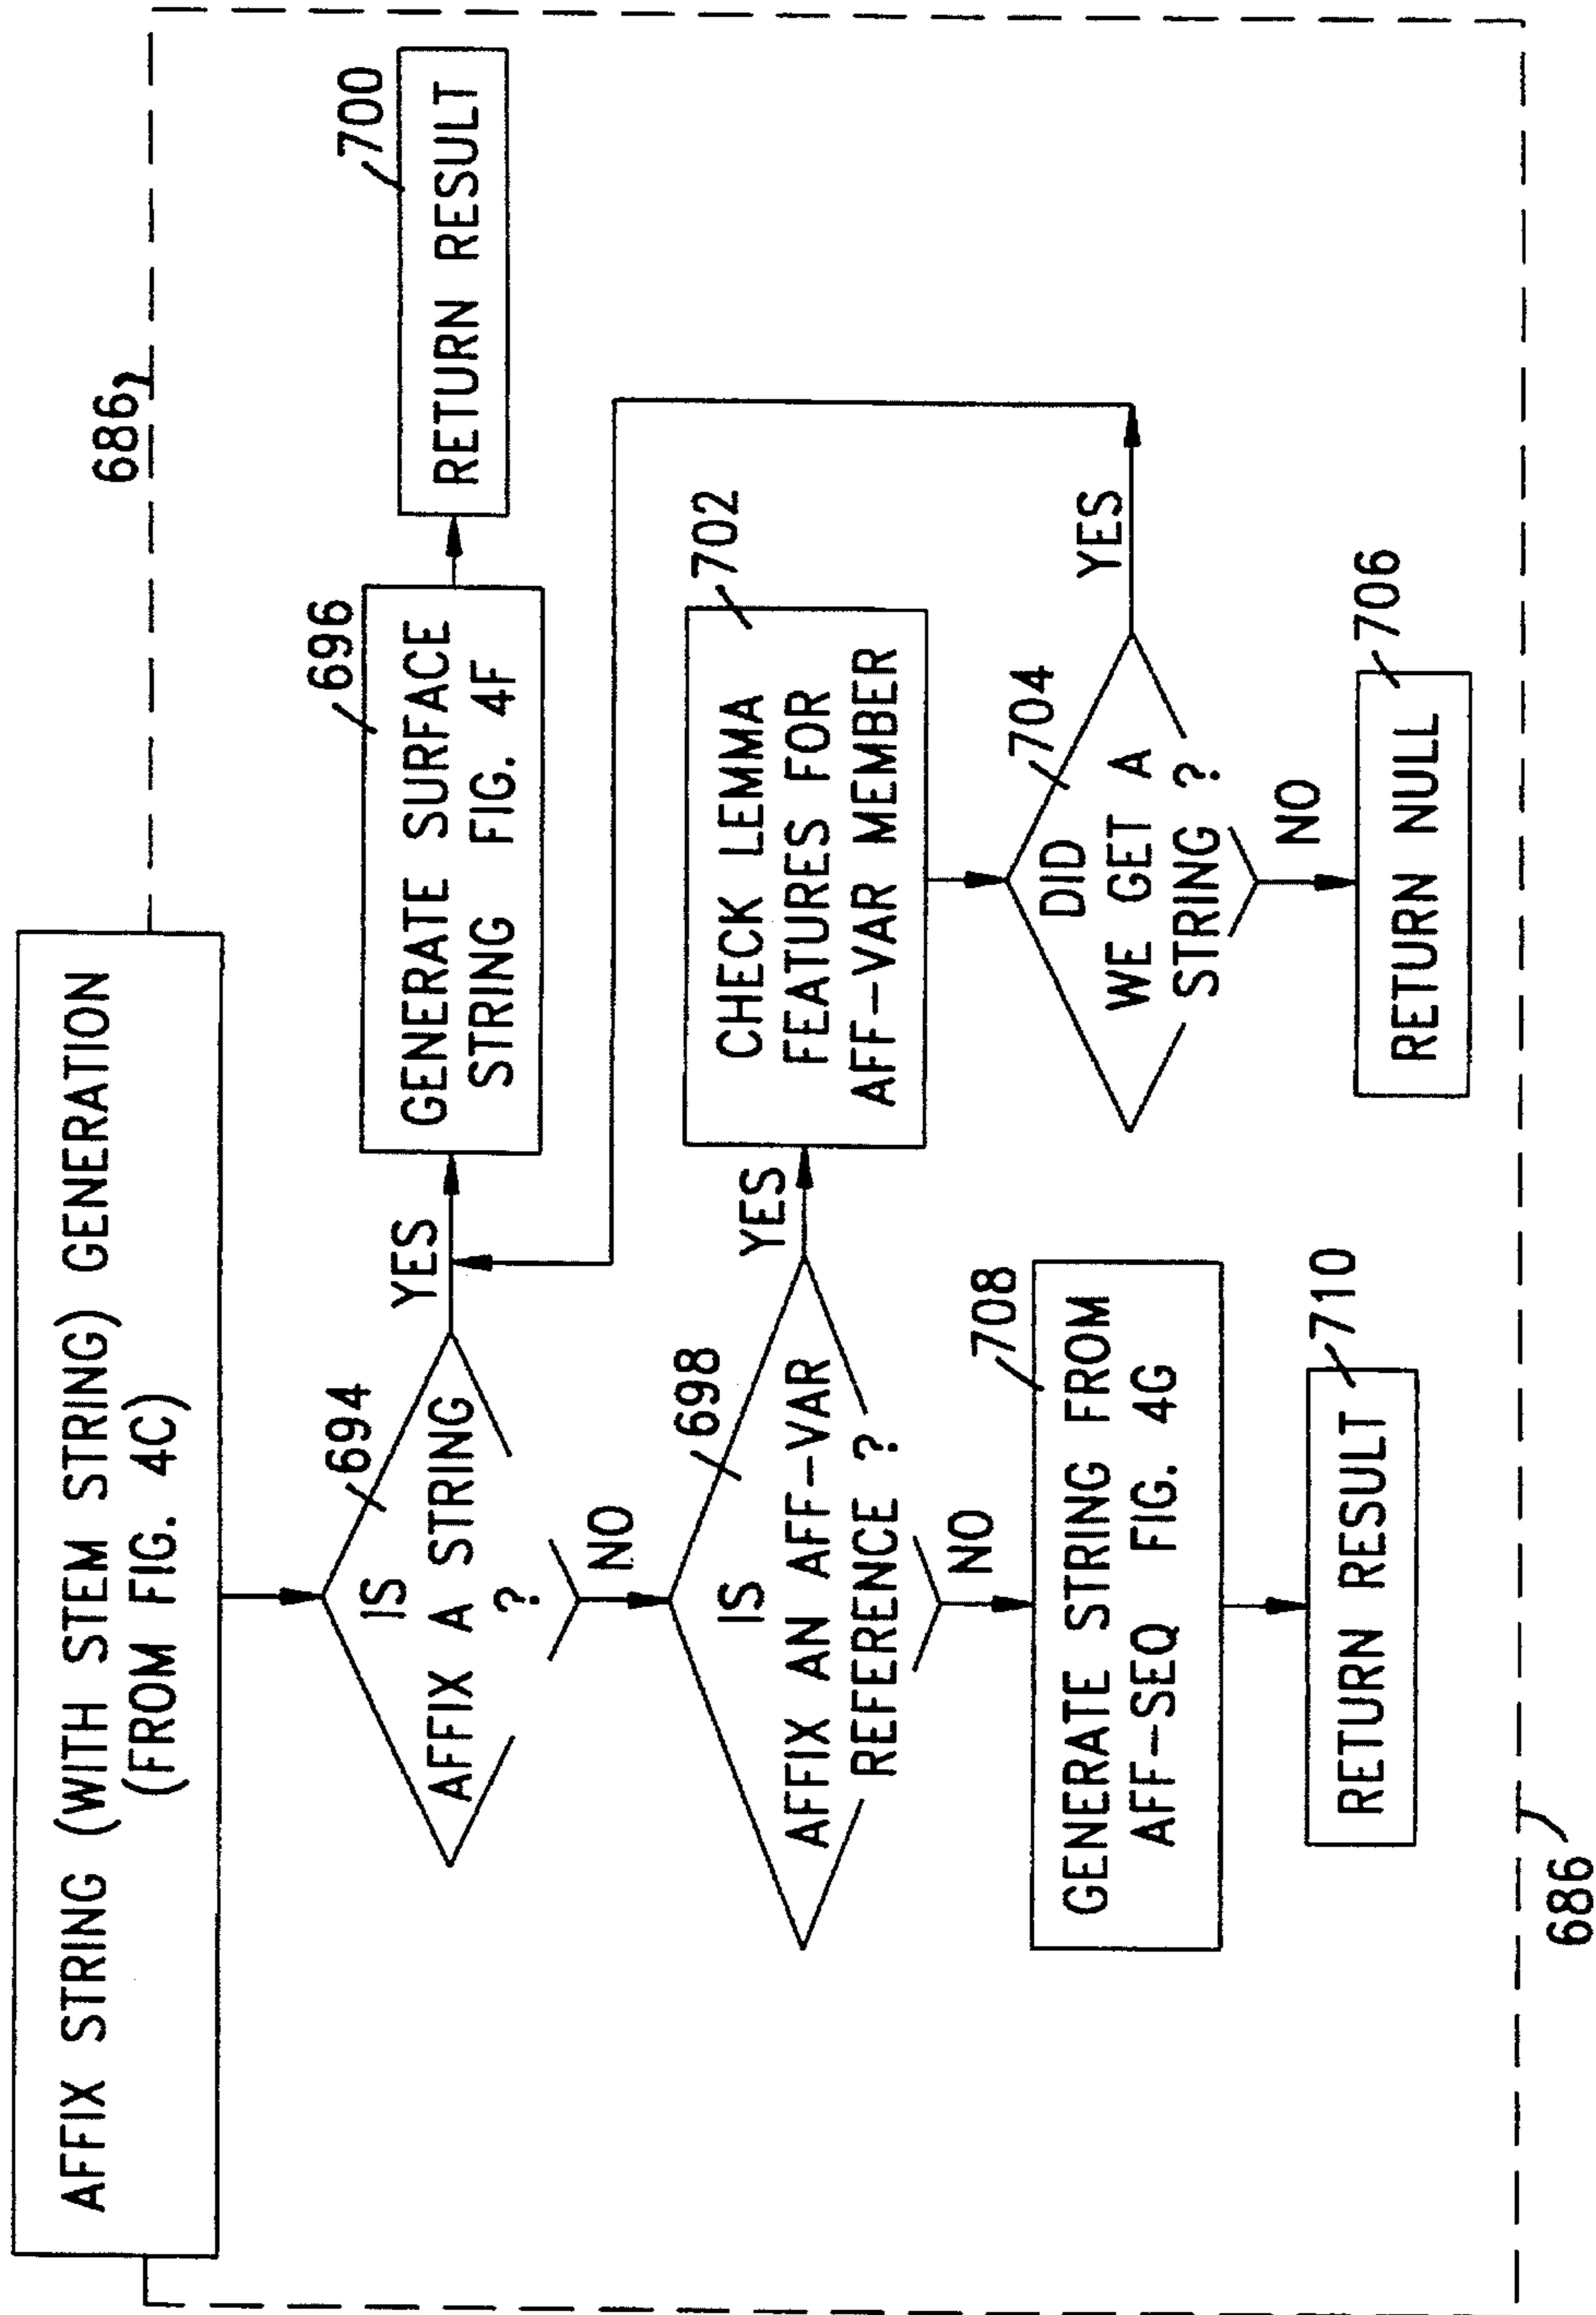 AFFIX STRING (WITH STEM STRING) GENERATION
(FROM FIG. 4C)
686
694
IS
AFFIX A STRING
?
YES
NO
696
GENERATE SURFACE
STRING FIG. 4F
700
RETURN RESULT
698
IS
AFFIX AN AFF-VAR
REFERENCE ?
YES
NO
702
CHECK LEMMA
FEATURES FOR
AFF-VAR MEMBER
704
DID
WE GET A
STRING ?
YES
NO
706
RETURN NULL
708
GENERATE STRING FROM
AFF-SEQ FIG. 4G
710
RETURN RESULT
686